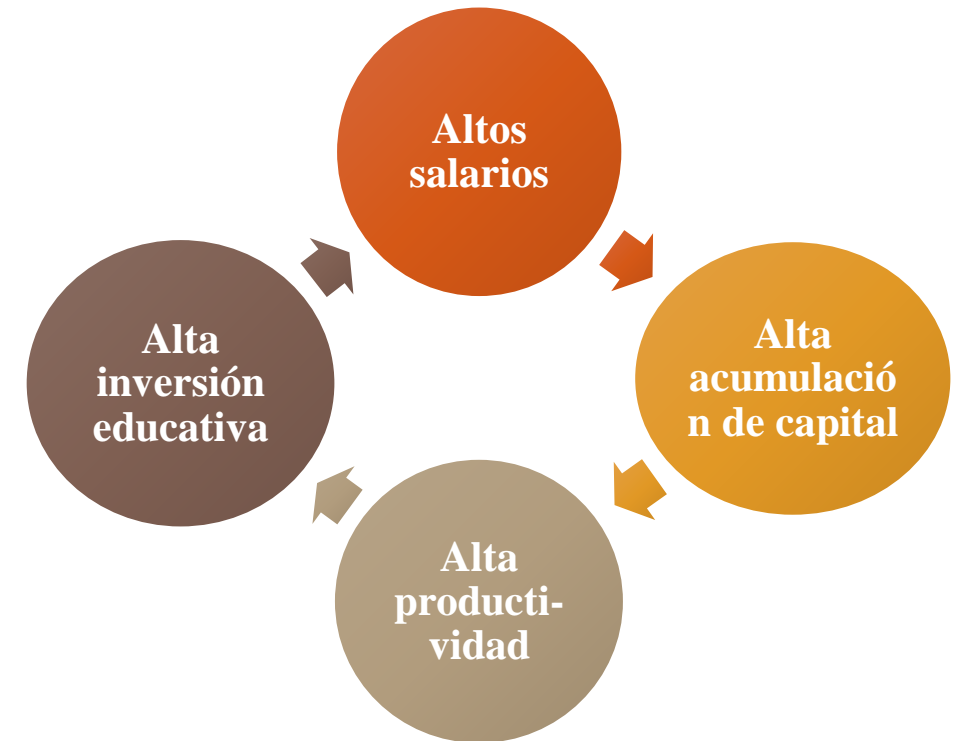 Altos
salarios
Alta
acumulació
n de capital
Alta
producti-
vidad
Alta
inversión
educativa